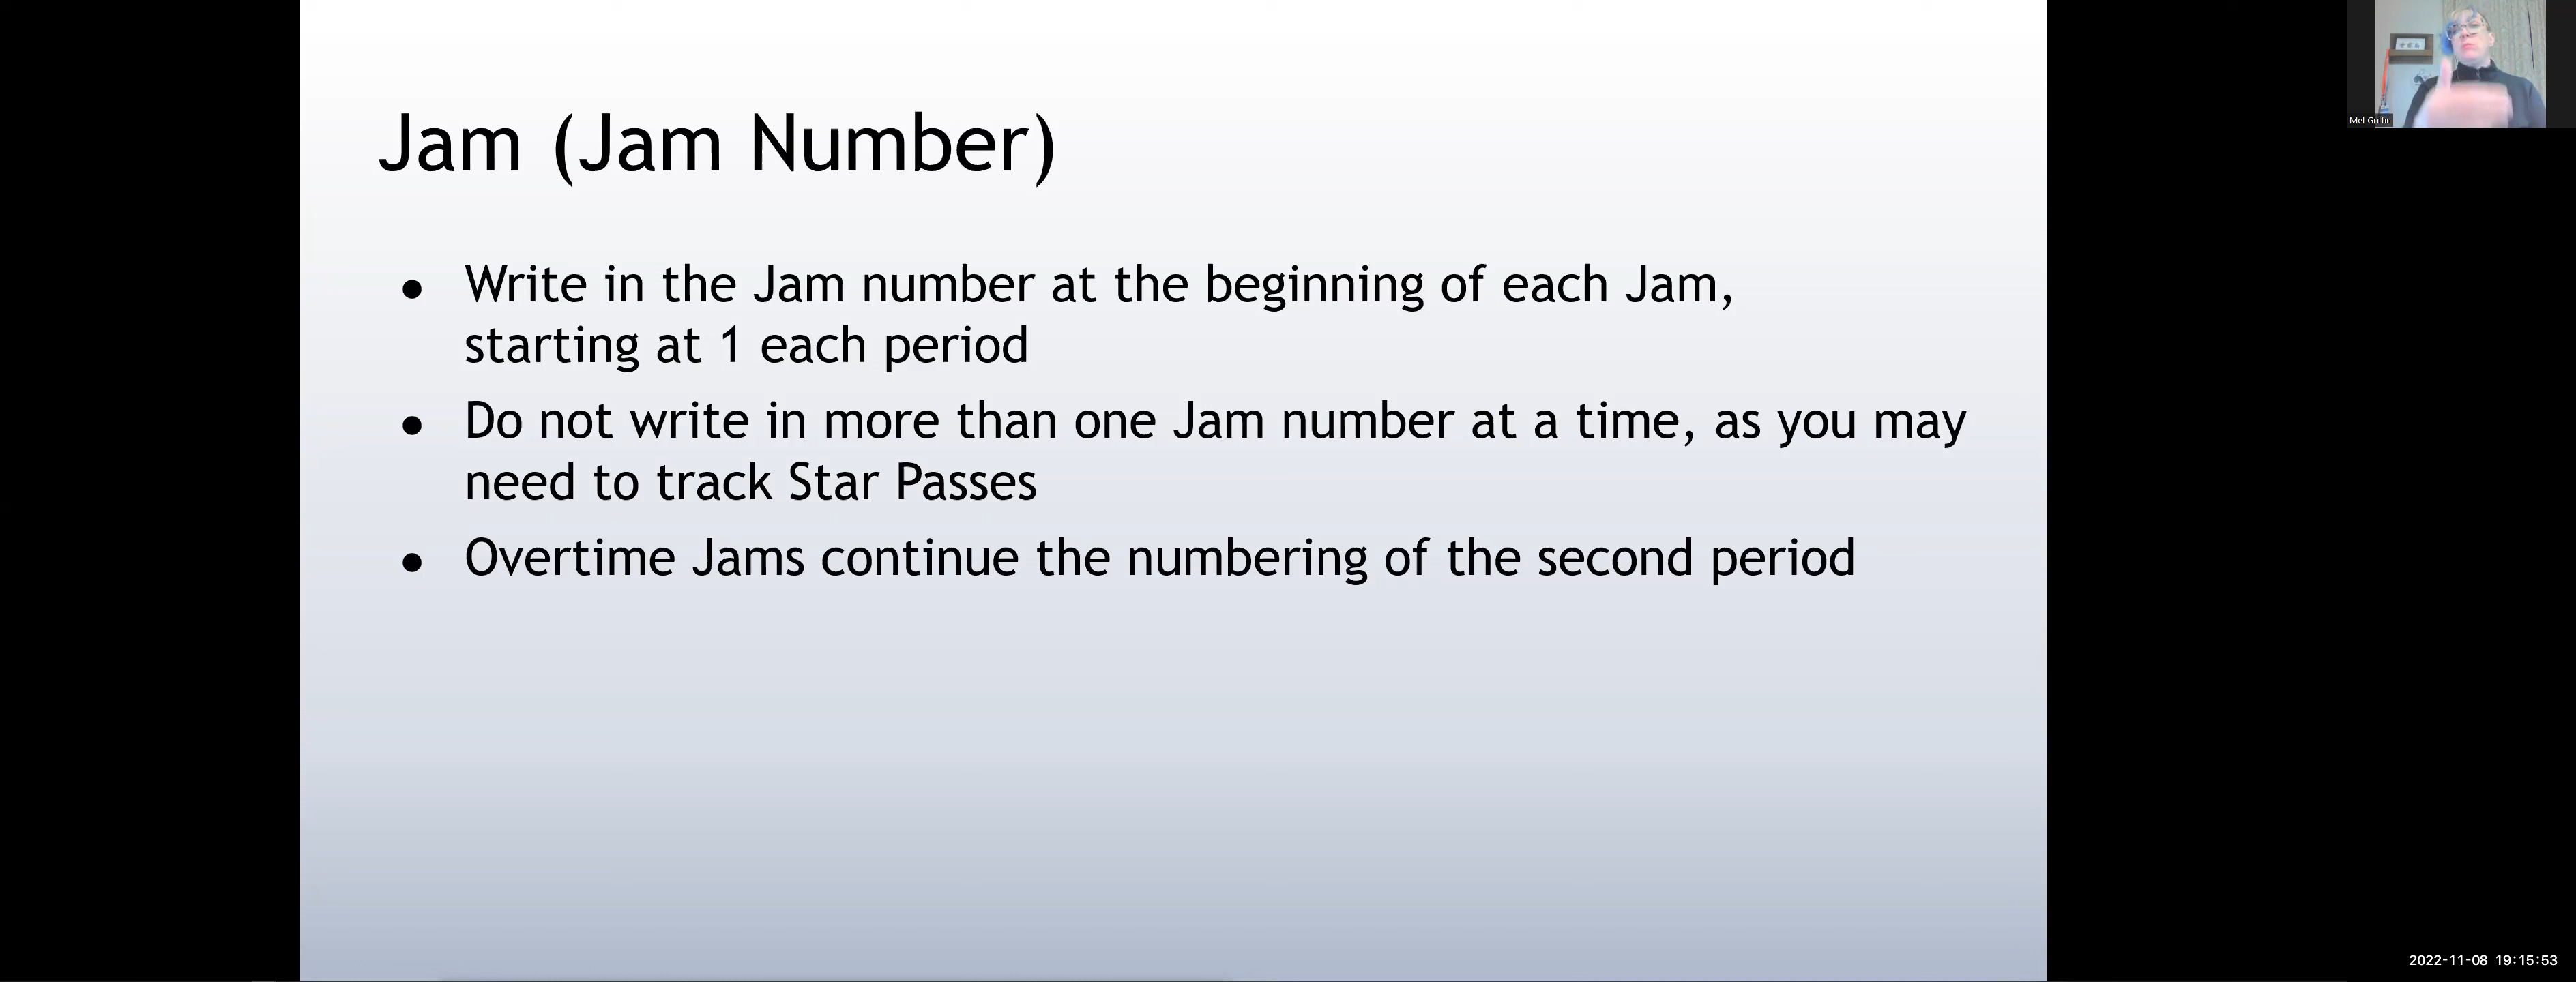 Jam (Jam Number)
● Write in the Jam number at the beginning of each Jam,
starting at 1 each period
● Do not write in more than one Jam number at a time, as you may
need to track Star Passes
● Overtime Jams continue the numbering of the second period
Mel Griffin
2022-11-08 19:15:53